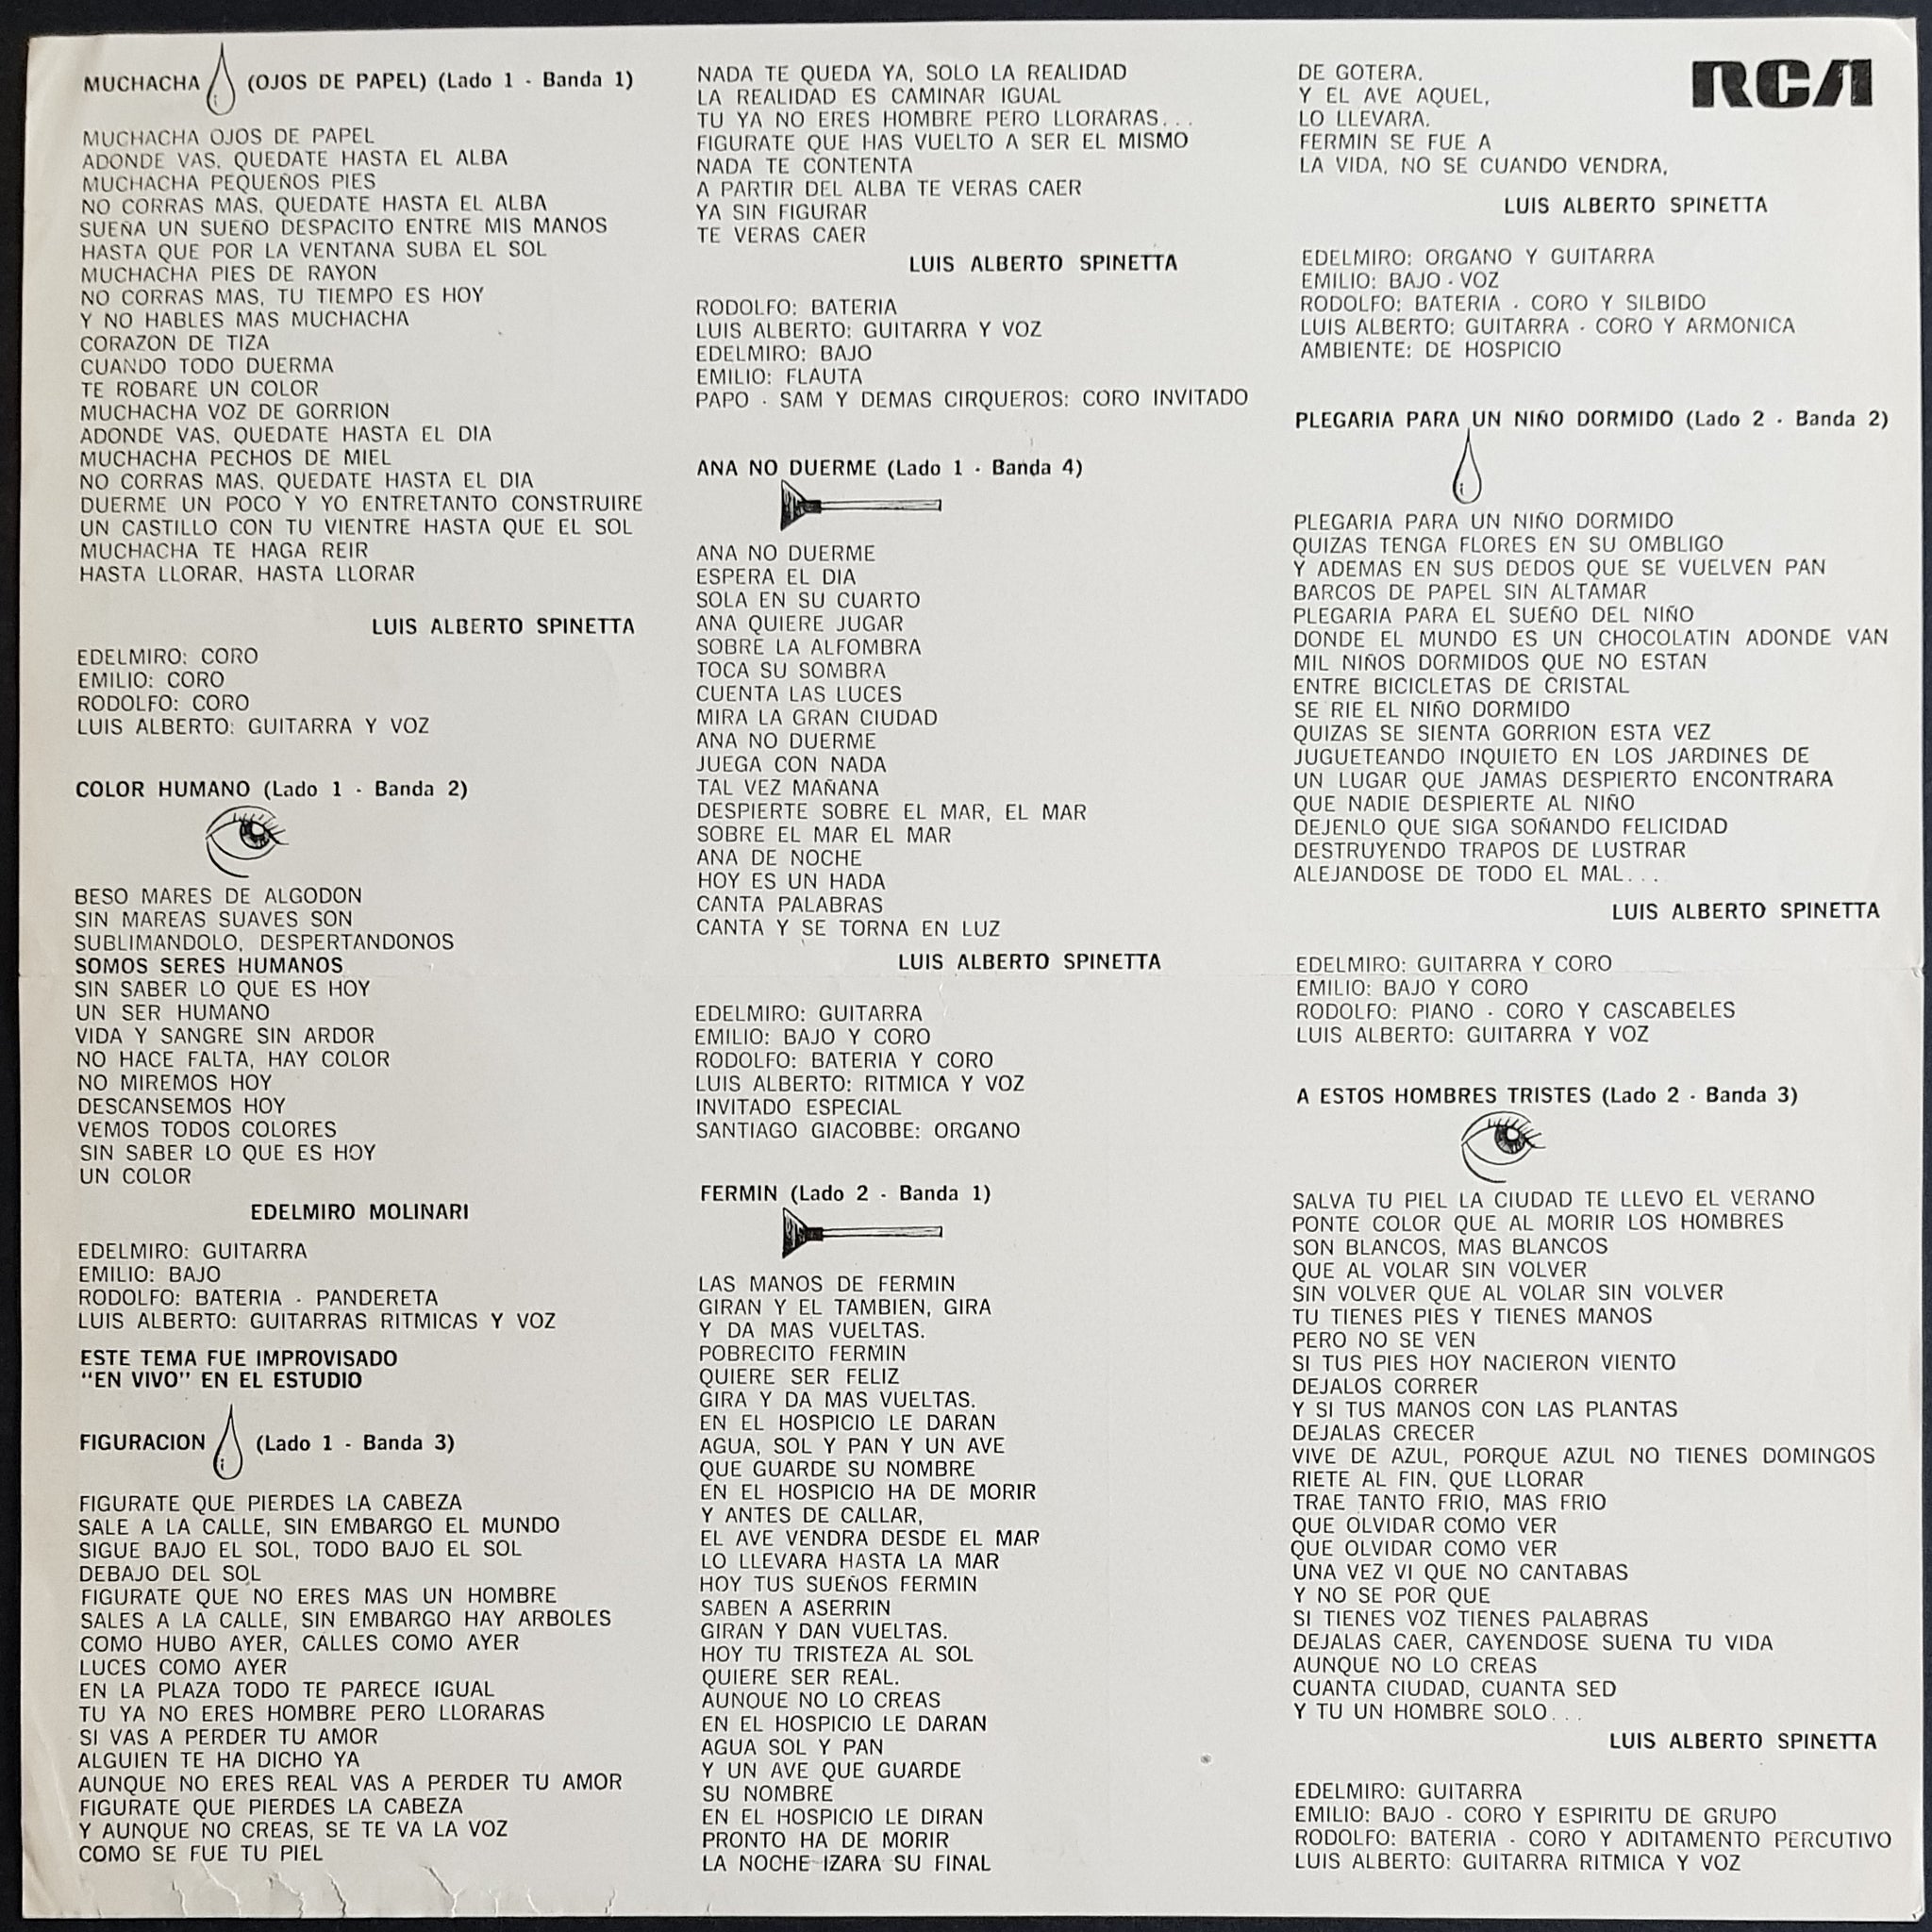 MUCHACHA (OJOS DE PAPEL) (Lado 1 - Banda 1)
MUCHACHA OJOS DE PAPEL
ADONDE VAS, QUEDATE HASTA EL ALBA
MUCHACHA PEQUEÑOS PIES
NO CORRAS MAS, QUEDATE HASTA EL ALBA
SUEÑA UN SUEÑO DESPACITO ENTRE MIS MANOS
HASTA QUE POR LA VENTANA SUBA EL SOL
MUCHACHA PIES DE RAYON
NO CORRAS MAS, TU TIEMPO ES HOY
Y NO HABLES MAS MUCHACHA
CORAZON DE TIZA
CUANDO TODO DUERMA
TE ROBARE UN COLOR
MUCHACHA VOZ DE GORRION
ADONDE VAS, QUEDATE HASTA EL DIA
MUCHACHA PECHOS DE MIEL
NO CORRAS MAS, QUEDATE HASTA EL DIA
DUERME UN POCO Y YO ENTRETANTO CONSTRUIRE
UN CASTILLO CON TU VIENTRE HASTA QUE EL SOL
MUCHACHA TE HAGA REIR
HASTA LLORAR, HASTA LLORAR
LUIS ALBERTO SPINETTA
EDELMIRO: CORO
EMILIO: CORO
RODOLFO: CORO
LUIS ALBERTO: GUITARRA Y VOZ
COLOR HUMANO (Lado 1 - Banda 2)
BESO MARES DE ALGODON
SIN MAREAS SUAVES SON
SUBLIMANDOLO, DESPERTANDONOS
SOMOS SERES HUMANOS
SIN SABER LO QUE ES HOY
UN SER HUMANO
VIDA Y SANGRE SIN ARDOR
NO HACE FALTA, HAY COLOR
NO MIREMOS HOY
DESCANSEMOS HOY
VEMOS TODOS COLORES
SIN SABER LO QUE ES HOY
UN COLOR
EDELMIRO MOLINARI
EDELMIRO: GUITARRA
EMILIO: BAJO
RODOLFO: BATERIA - PANDERETA
LUIS ALBERTO: GUITARRAS RITMICAS Y VOZ
ESTE TEMA FUE IMPROVISADO
"EN VIVO" EN EL ESTUDIO
FIGURACION (Lado 1 - Banda 3)
FIGURATE QUE PIERDES LA CABEZA
SALE A LA CALLE, SIN EMBARGO EL MUNDO
SIGUE BAJO EL SOL, TODO BAJO EL SOL
DEBAJO DEL SOL
FIGURATE QUE NO ERES MAS UN HOMBRE
SALES A LA CALLE, SIN EMBARGO HAY ARBOLES
COMO HUBO AYER, CALLES COMO AYER
LUCES COMO AYER
EN LA PLAZA TODO TE PARECE IGUAL
TU YA NO ERES HOMBRE PERO LLORARAS
SI VAS A PERDER TU AMOR
ALGUIEN TE HA DICHO YA
AUNQUE NO ERES REAL VAS A PERDER TU AMOR
FIGURATE QUE PIERDES LA CABEZA
Y AUNQUE NO CREAS, SE TE VA LA VOZ
COMO SE FUE TU PIEL
NADA TE QUEDA YA, SOLO LA REALIDAD
LA REALIDAD ES CAMINAR IGUAL
TU YA NO ERES HOMBRE PERO LLORARAS...
FIGURATE QUE HAS VUELTO A SER EL MISMO
NADA TE CONTENTA
A PARTIR DEL ALBA TE VERAS CAER
YA SIN FIGURAR
TE VERAS CAER
LUIS ALBERTO SPINETTA
RODOLFO: BATERIA
LUIS ALBERTO: GUITARRA Y VOZ
EDELMIRO: BAJO
EMILIO: FLAUTA
PAPO - SAM Y DEMAS CIRQUEROS: CORO INVITADO
ANA NO DUERME (Lado 1 - Banda 4)
ANA NO DUERME
ESPERA EL DIA
SOLA EN SU CUARTO
ANA QUIERE JUGAR
SOBRE LA ALFOMBRA
TOCA SU SOMBRA
CUENTA LAS LUCES
MIRA LA GRAN CIUDAD
ANA NO DUERME
JUEGA CON NADA
TAL VEZ MAÑANA
DESPIERTE SOBRE EL MAR, EL MAR
SOBRE EL MAR EL MAR
ANA DE NOCHE
HOY ES UN HADA
CANTA PALABRAS
CANTA Y SE TORNA EN LUZ
LUIS ALBERTO SPINETTA
EDELMIRO: GUITARRA
EMILIO: BAJO Y CORO
RODOLFO: BATERIA Y CORO
LUIS ALBERTO: RITMICA Y VOZ
INVITADO ESPECIAL
SANTIAGO GIACOBBE: ORGANO
FERMIN (Lado 2 - Banda 1)
LAS MANOS DE FERMIN
GIRAN Y EL TAMBIEN, GIRA
Y DA MAS VUELTAS.
POBRECITO FERMIN
QUIERE SER FELIZ
GIRA Y DA MAS VUELTAS.
EN EL HOSPICIO LE DARAN
AGUA, SOL Y PAN Y UN AVE
QUE GUARDE SU NOMBRE
EN EL HOSPICIO HA DE MORIR
Y ANTES DE CALLAR,
EL AVE VENDRA DESDE EL MAR
LO LLEVARA HASTA LA MAR
HOY TUS SUEÑOS FERMIN
SABEN A ASERRIN
GIRAN Y DAN VUELTAS.
HOY TU TRISTEZA AL SOL
QUIERE SER REAL.
AUNQUE NO LO CREAS
EN EL HOSPICIO LE DARAN
AGUA SOL Y PAN
Y UN AVE QUE GUARDE
SU NOMBRE
EN EL HOSPICIO LE DIRAN
PRONTO HA DE MORIR
LA NOCHE IZARA SU FINAL
RCA
DE GOTERA.
Y EL AVE AQUEL,
LO LLEVARA.
FERMIN SE FUE A
LA VIDA, NO SE CUANDO VENDRA,
LUIS ALBERTO SPINETTA
EDELMIRO: ORGANO Y GUITARRA
EMILIO: BAJO - VOZ
RODOLFO: BATERIA - CORO Y SILBIDO
LUIS ALBERTO: GUITARRA - CORO Y ARMONICA
AMBIENTE: DE HOSPICIO
PLEGARIA PARA UN NIÑO DORMIDO (Lado 2 - Banda 2)
PLEGARIA PARA UN NIÑO DORMIDO
QUIZAS TENGA FLORES EN SU OMBLIGO
Y ADEMAS EN SUS DEDOS QUE SE VUELVEN PAN
BARCOS DE PAPEL SIN ALTAMAR
PLEGARIA PARA EL SUEÑO DEL NIÑO
DONDE EL MUNDO ES UN CHOCOLATIN ADONDE VAN
MIL NIÑOS DORMIDOS QUE NO ESTAN
ENTRE BICICLETAS DE CRISTAL
SE RIE EL NIÑO DORMIDO
QUIZAS SE SIENTA GORRION ESTA VEZ
JUGUETEANDO INQUIETO EN LOS JARDINES DE
UN LUGAR QUE JAMAS DESPIERTO ENCONTRARA
QUE NADIE DESPIERTE AL NIÑO
DEJENLO QUE SIGA SOÑANDO FELICIDAD
DESTRUYENDO TRAPOS DE LUSTRAR
ALEJANDOSE DE TODO EL MAL...
LUIS ALBERTO SPINETTA
EDELMIRO: GUITARRA Y CORO
EMILIO: BAJO Y CORO
RODOLFO: PIANO - CORO Y CASCABELES
LUIS ALBERTO: GUITARRA Y VOZ
A ESTOS HOMBRES TRISTES (Lado 2 - Banda 3)
SALVA TU PIEL LA CIUDAD TE LLEVO EL VERANO
PONTE COLOR QUE AL MORIR LOS HOMBRES
SON BLANCOS, MAS BLANCOS
QUE AL VOLAR SIN VOLVER
SIN VOLVER QUE AL VOLAR SIN VOLVER
TU TIENES PIES Y TIENES MANOS
PERO NO SE VEN
SI TUS PIES HOY NACIERON VIENTO
DEJALOS CORRER
Y SI TUS MANOS CON LAS PLANTAS
DEJALAS CRECER
VIVE DE AZUL, PORQUE AZUL NO TIENES DOMINGOS
RIETE AL FIN, QUE LLORAR
TRAE TANTO FRIO, MAS FRIO
QUE OLVIDAR COMO VER
QUE OLVIDAR COMO VER
UNA VEZ VI QUE NO CANTABAS
Y NO SE POR QUE
SI TIENES VOZ TIENES PALABRAS
DEJALAS CAER, CAYENDOSE SUENA TU VIDA
AUNQUE NO LO CREAS
CUANTA CIUDAD, CUANTA SED
Y TU UN HOMBRE SOLO...
LUIS ALBERTO SPINETTA
EDELMIRO: GUITARRA
EMILIO: BAJO - CORO Y ESPIRITU DE GRUPO
RODOLFO: BATERIA - CORO Y ADITAMENTO PERCUTIVO
LUIS ALBERTO: GUITARRA RITMICA Y VOZ